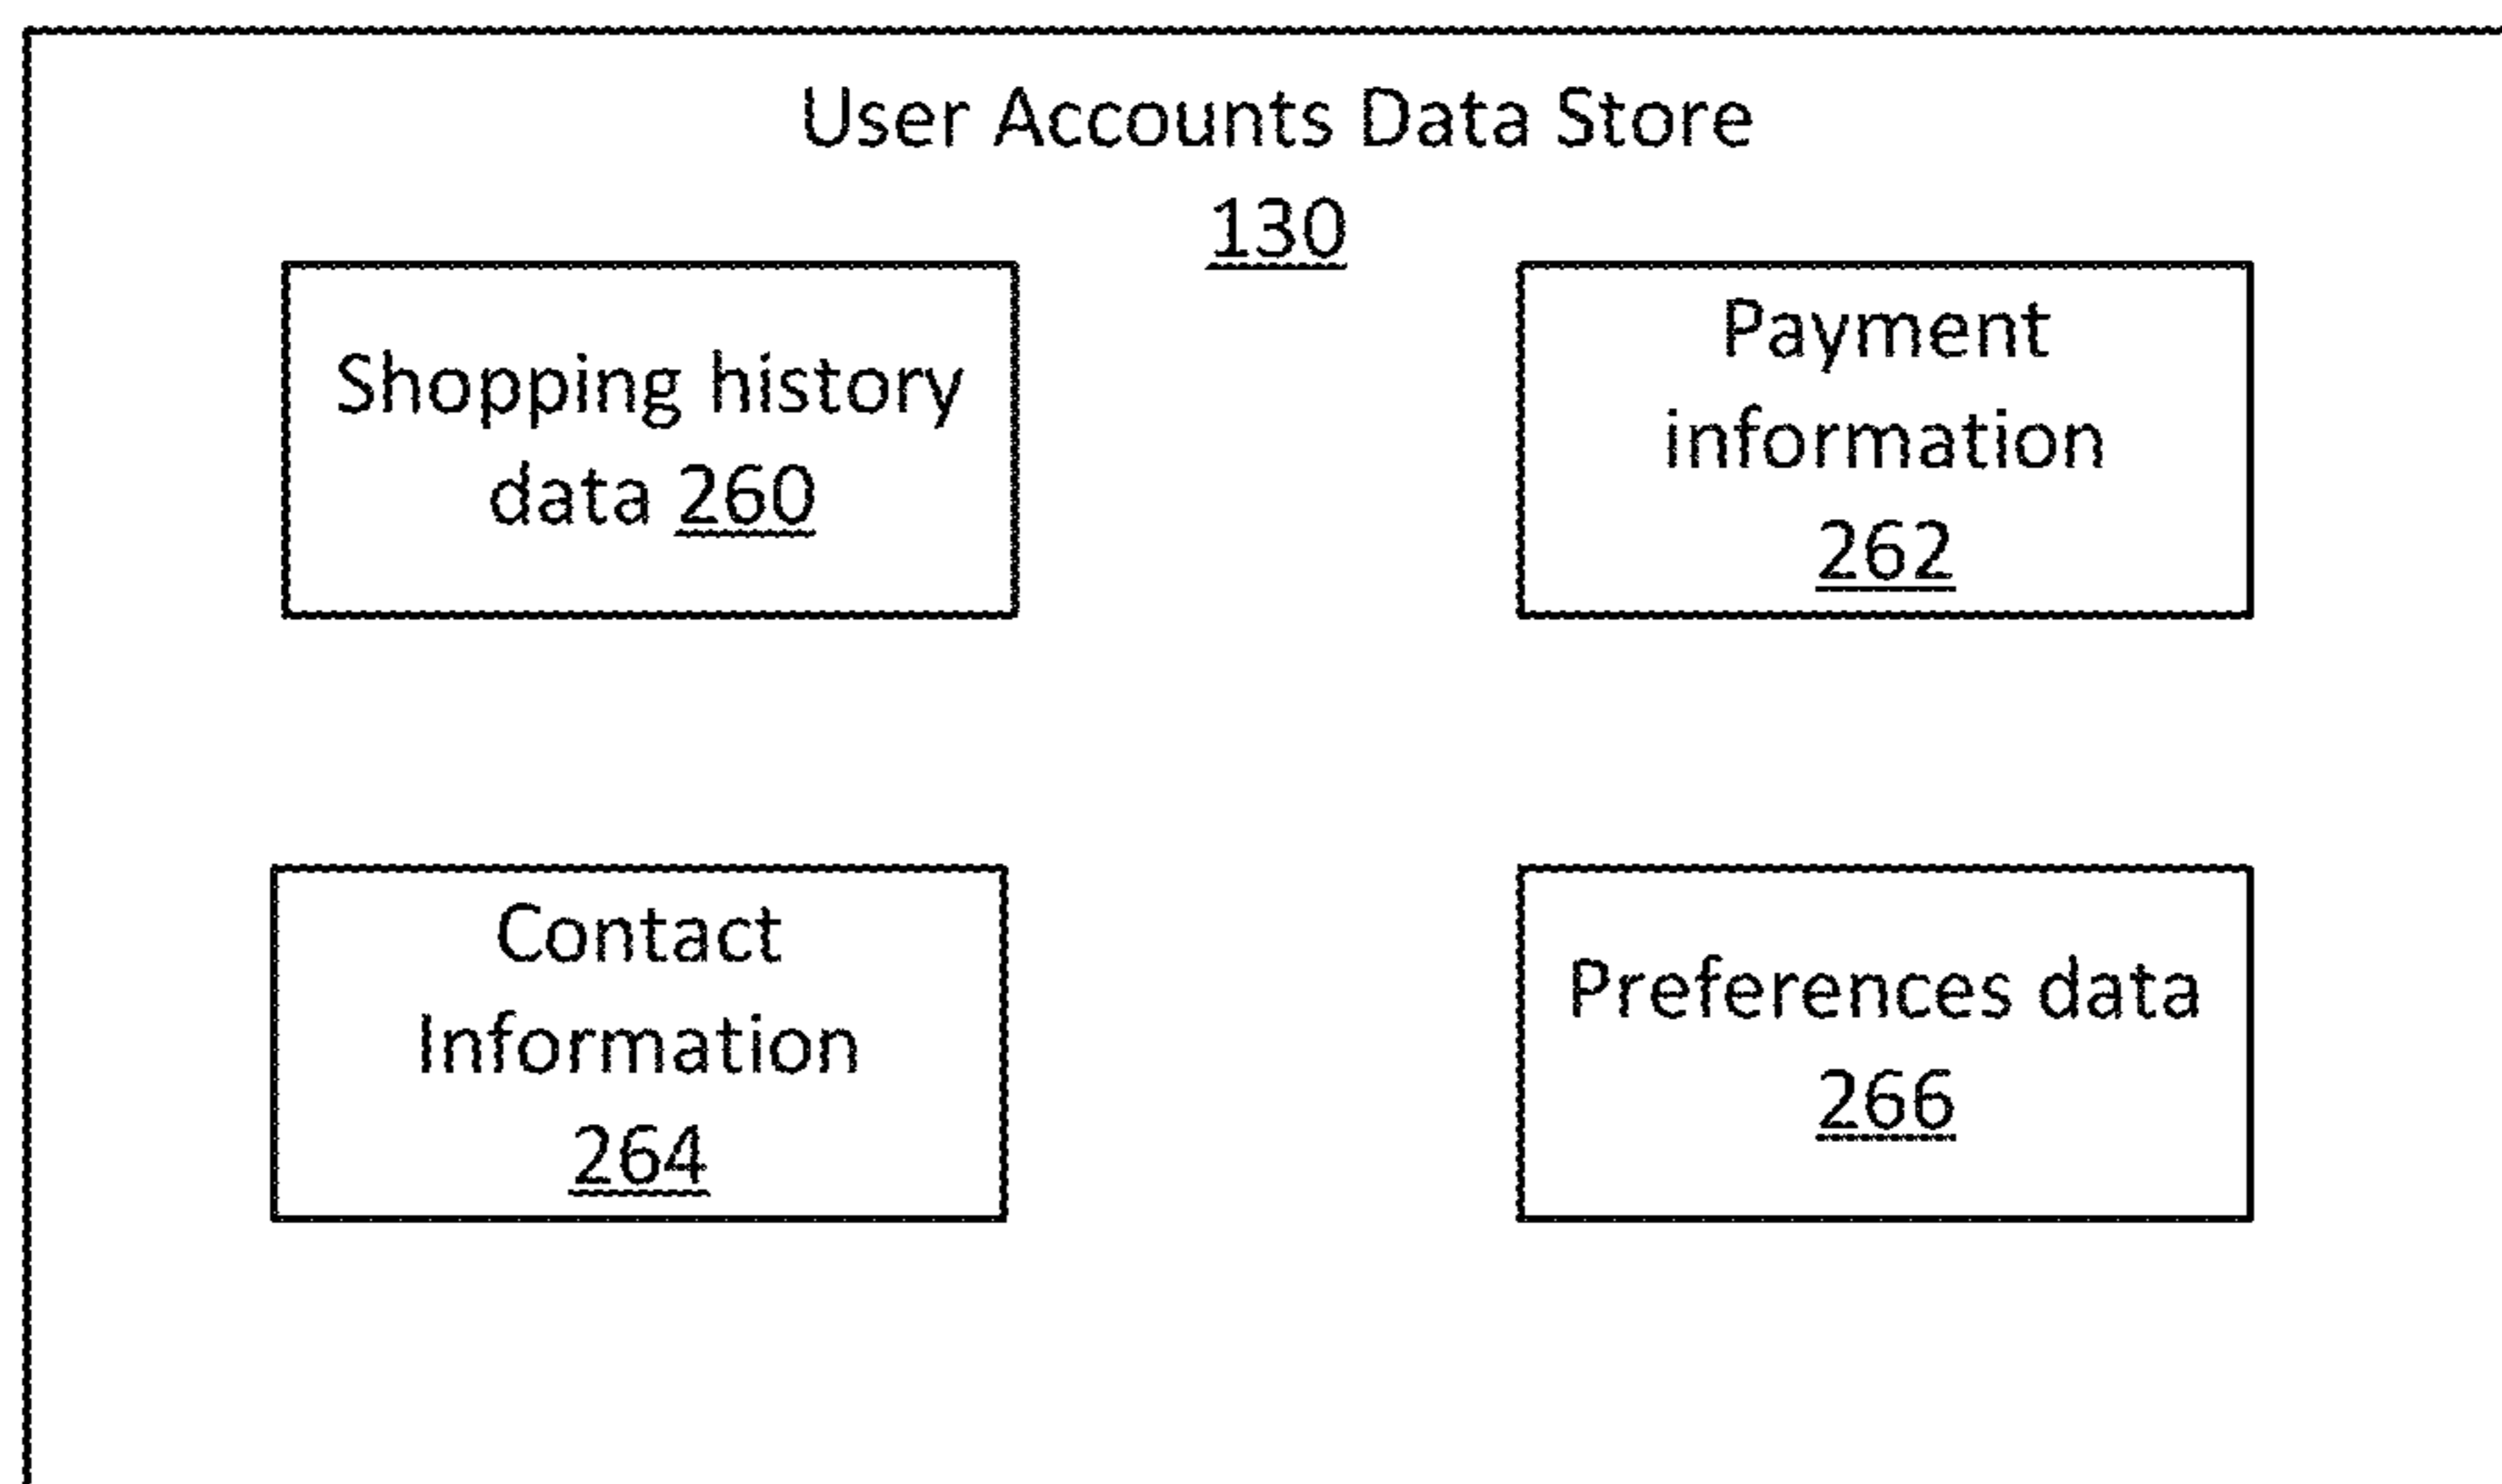 User Accounts Data Store
130
Shopping history
data 260
Payment
information
262
Contact
Information
264
Preferences data
266